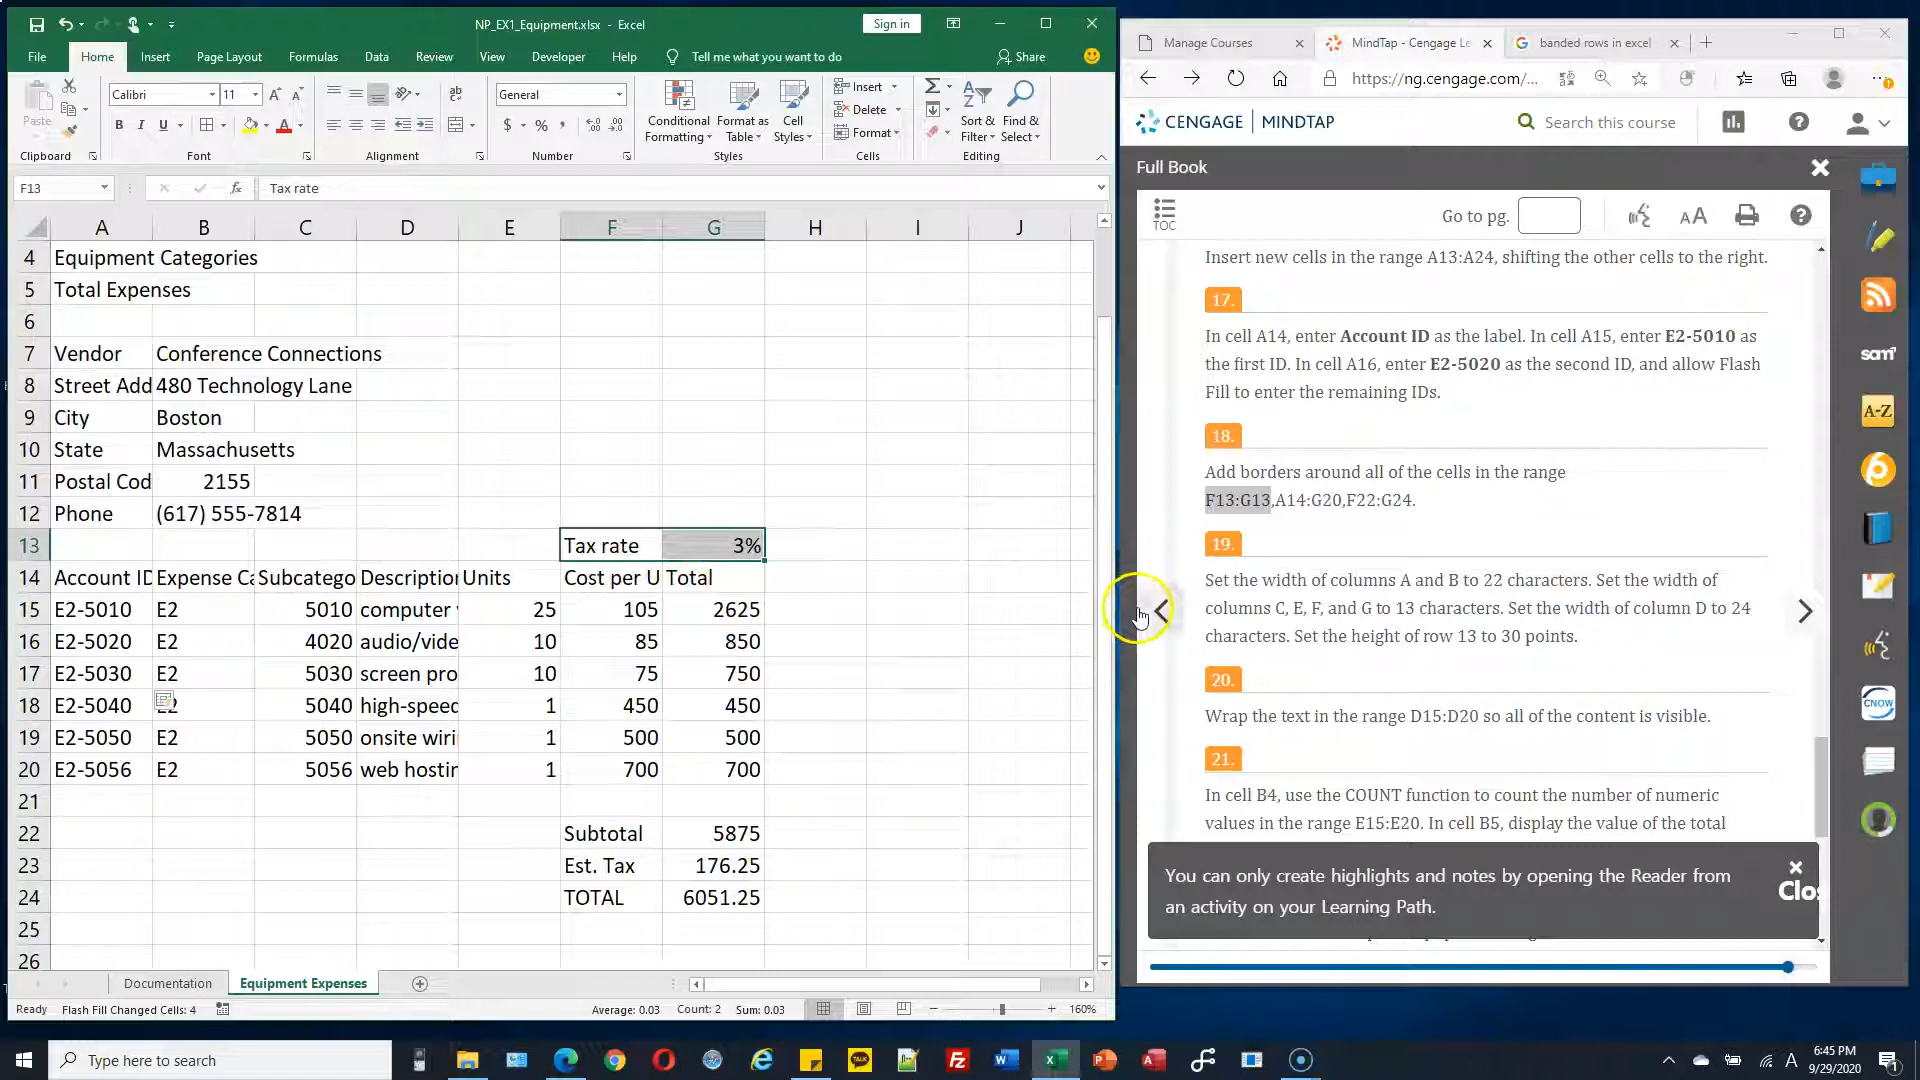 NP_EX1_Equipment.xlsx - Excel
Sign in
File Home Insert Page Layout Formulas Data Review View Developer Help Tell me what you want to do Share
Paste
Calibri 11
B I U
General
$ % ,
Conditional Formatting
Format as Table
Cell Styles
Insert
Delete
Format
Sort & Filter
Find & Select
Clipboard Font Alignment Number Styles Cells Editing
F13 fx Tax rate
A B C D E F G H I J
4 Equipment Categories
5 Total Expenses
6
7 Vendor Conference Connections
8 Street Add 480 Technology Lane
9 City Boston
10 State Massachusetts
11 Postal Cod 2155
12 Phone (617) 555-7814
13 Tax rate 3%
14 Account ID Expense Ca Subcatego Description Units Cost per U Total
15 E2-5010 E2 5010 computer 25 105 2625
16 E2-5020 E2 4020 audio/vide 10 85 850
17 E2-5030 E2 5030 screen pro 10 75 750
18 E2-5040 E2 5040 high-speed 1 450 450
19 E2-5050 E2 5050 onsite wiri 1 500 500
20 E2-5056 E2 5056 web hostin 1 700 700
21
22 Subtotal 5875
23 Est. Tax 176.25
24 TOTAL 6051.25
25
26
Documentation Equipment Expenses
Ready Flash Fill Changed Cells: 4 Average: 0.03 Count: 2 Sum: 0.03 160%
Manage Courses MindTap - Cengage Le banded rows in excel
https://ng.cengage.com/...
CENGAGE MINDTAP Search this course
Full Book
TOC Go to pg. AA
Insert new cells in the range A13:A24, shifting the other cells to the right.
17.
In cell A14, enter Account ID as the label. In cell A15, enter E2-5010 as
the first ID. In cell A16, enter E2-5020 as the second ID, and allow Flash
Fill to enter the remaining IDs.
18.
Add borders around all of the cells in the range
F13:G13,A14:G20,F22:G24.
19.
Set the width of columns A and B to 22 characters. Set the width of
columns C, E, F, and G to 13 characters. Set the width of column D to 24
characters. Set the height of row 13 to 30 points.
20.
Wrap the text in the range D15:D20 so all of the content is visible.
21.
In cell B4, use the COUNT function to count the number of numeric
values in the range E15:E20. In cell B5, display the value of the total
You can only create highlights and notes by opening the Reader from
an activity on your Learning Path.
Clo
sam
A-Z
CNOW
Type here to search
TALK
A
6:45 PM
9/29/2020